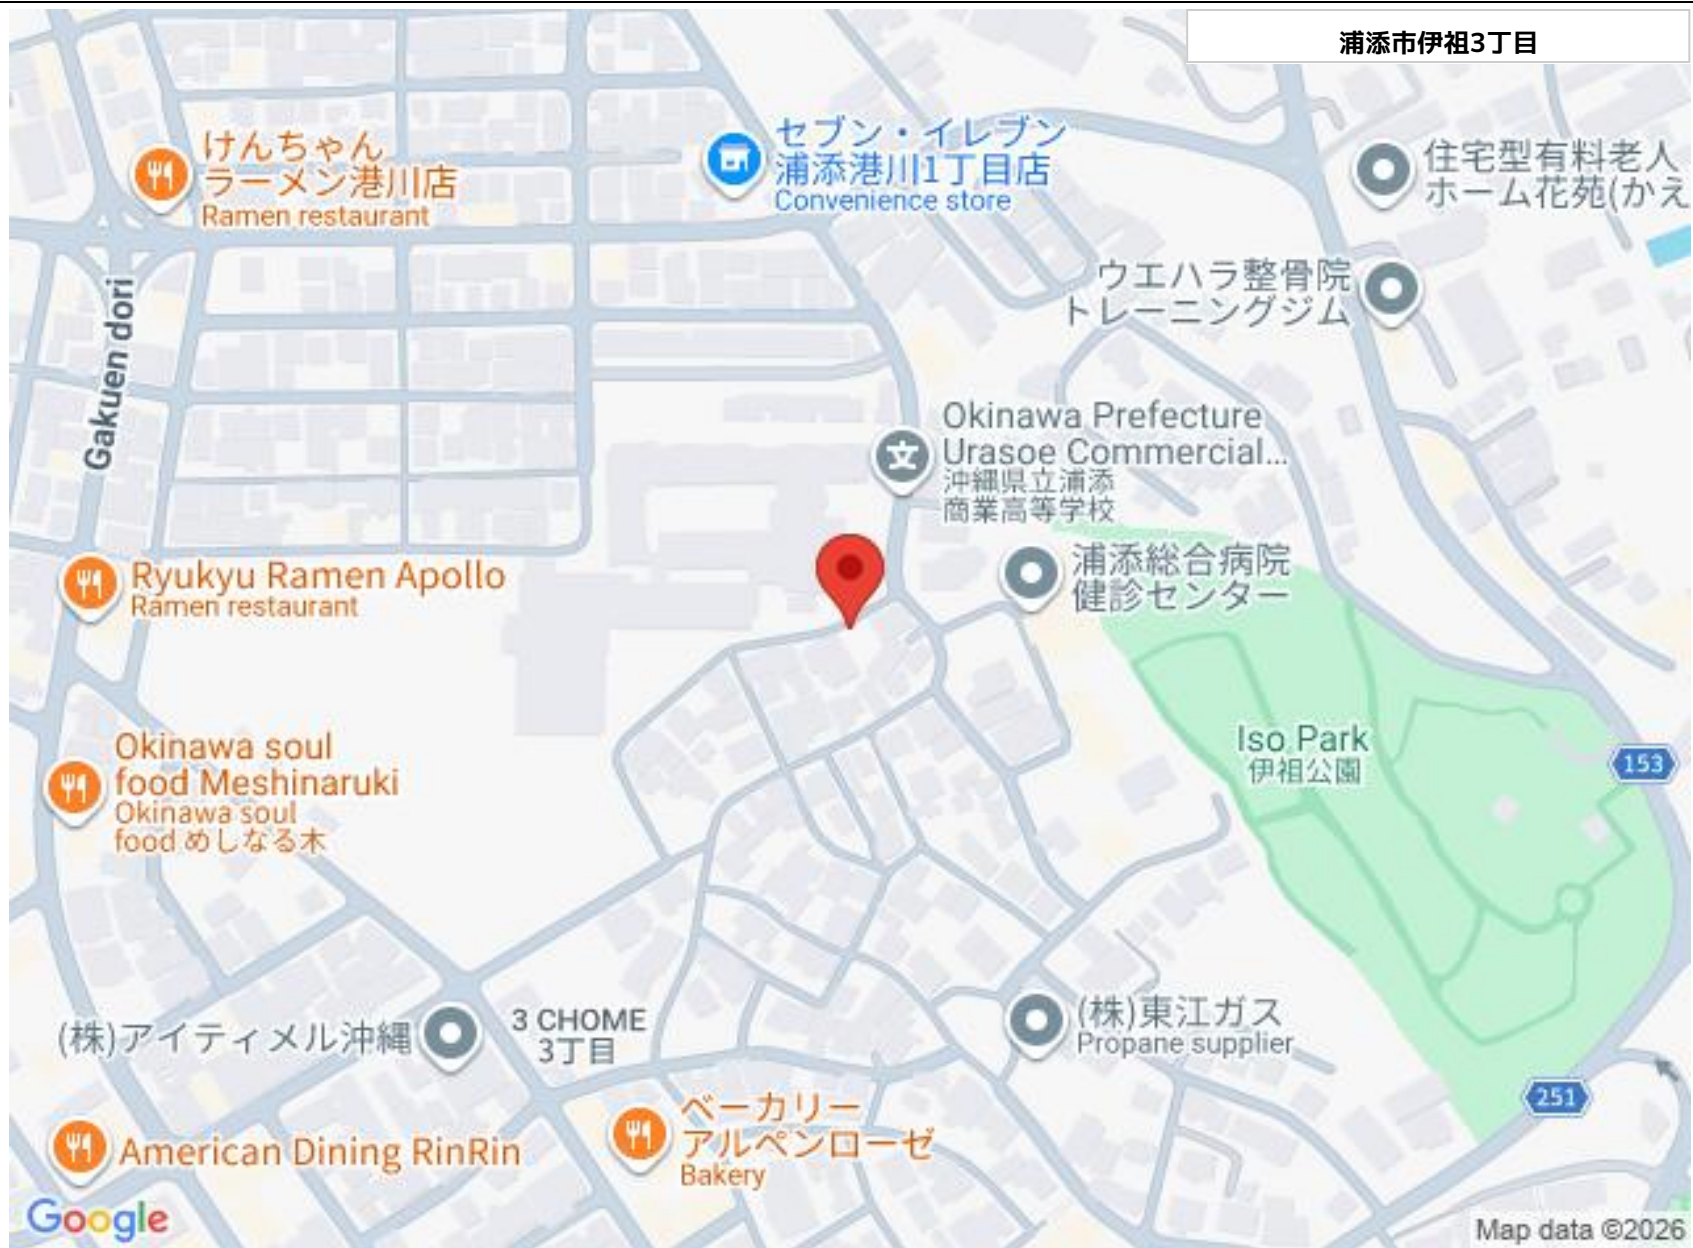 浦添市伊祖3丁目
けんちゃん
ラーメン港川店
Ramen restaurant
セブン・イレブン
浦添港川1丁目店
Convenience store
住宅型有料老人
ホーム花苑(かえ
ウエハラ整骨院
トレーニングジム
Gakuen dori
Okinawa Prefecture
Urasoe Commercial...
沖縄県立浦添
商業高等学校
文
浦添総合病院
健診センター
Ryukyu Ramen Apollo
Ramen restaurant
Okinawa soul
food Meshinaruki
Okinawa soul
food めしなる木
Iso Park
伊祖公園
153
(株)アイティメル沖縄
3 CHOME
3丁目
(株)東江ガス
Propane supplier
251
ベーカリー
アルペンローゼ
Bakery
American Dining RinRin
Google
Map data ©2026